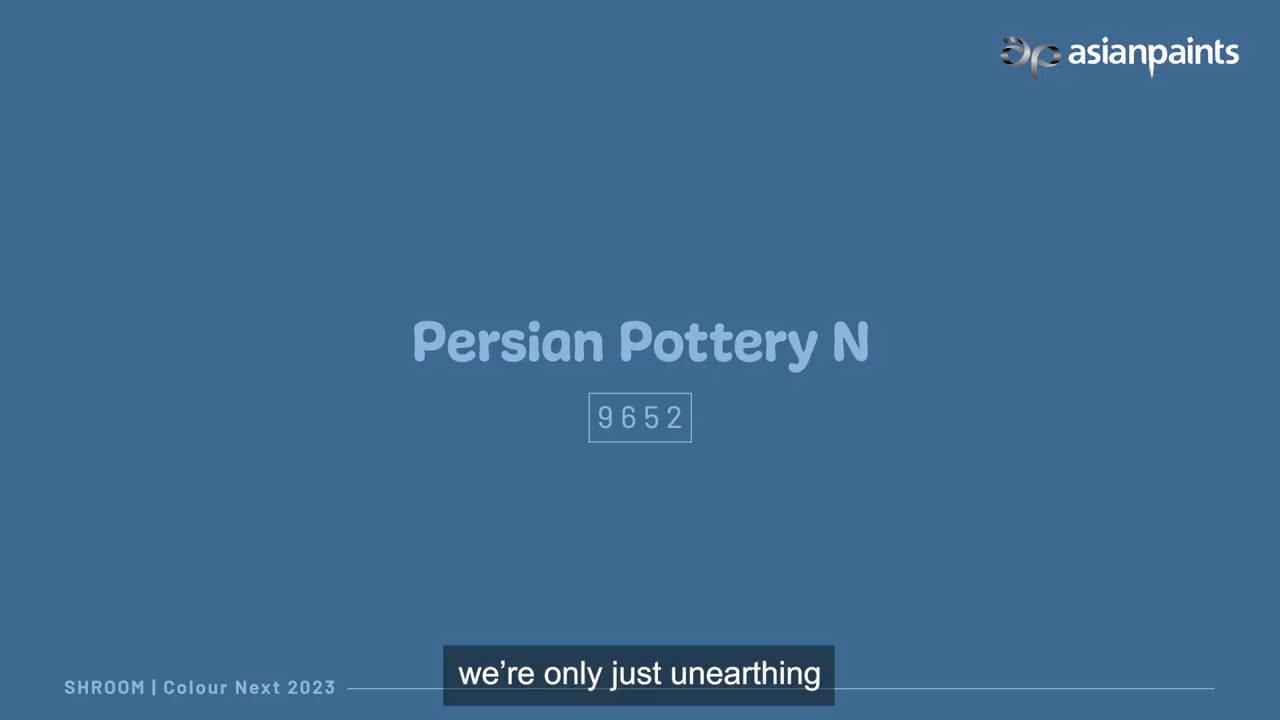 asianpaints
Persian Pottery N
9652
we’re only just unearthing
SHROOM | Colour Next 2023